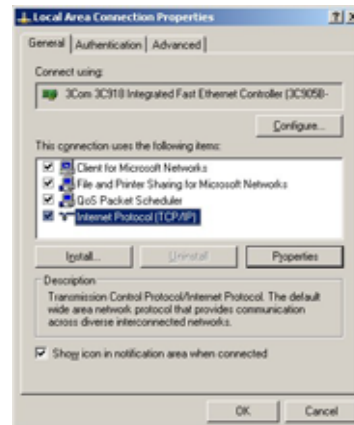 Local Area Connection Properties
General Authentication Advanced
Connect using:
3Com 3C918 Integrated Fast Ethernet Controller (3C905B-
Configure...
This connection uses the following items:
Client for Microsoft Networks
File and Printer Sharing for Microsoft Networks
QoS Packet Scheduler
Internet Protocol (TCP/IP)
Install... Uninstall Properties
Description
Transmission Control Protocol/Internet Protocol. The default
wide area network protocol that provides communication
across diverse interconnected networks.
Show icon in notification area when connected
OK Cancel